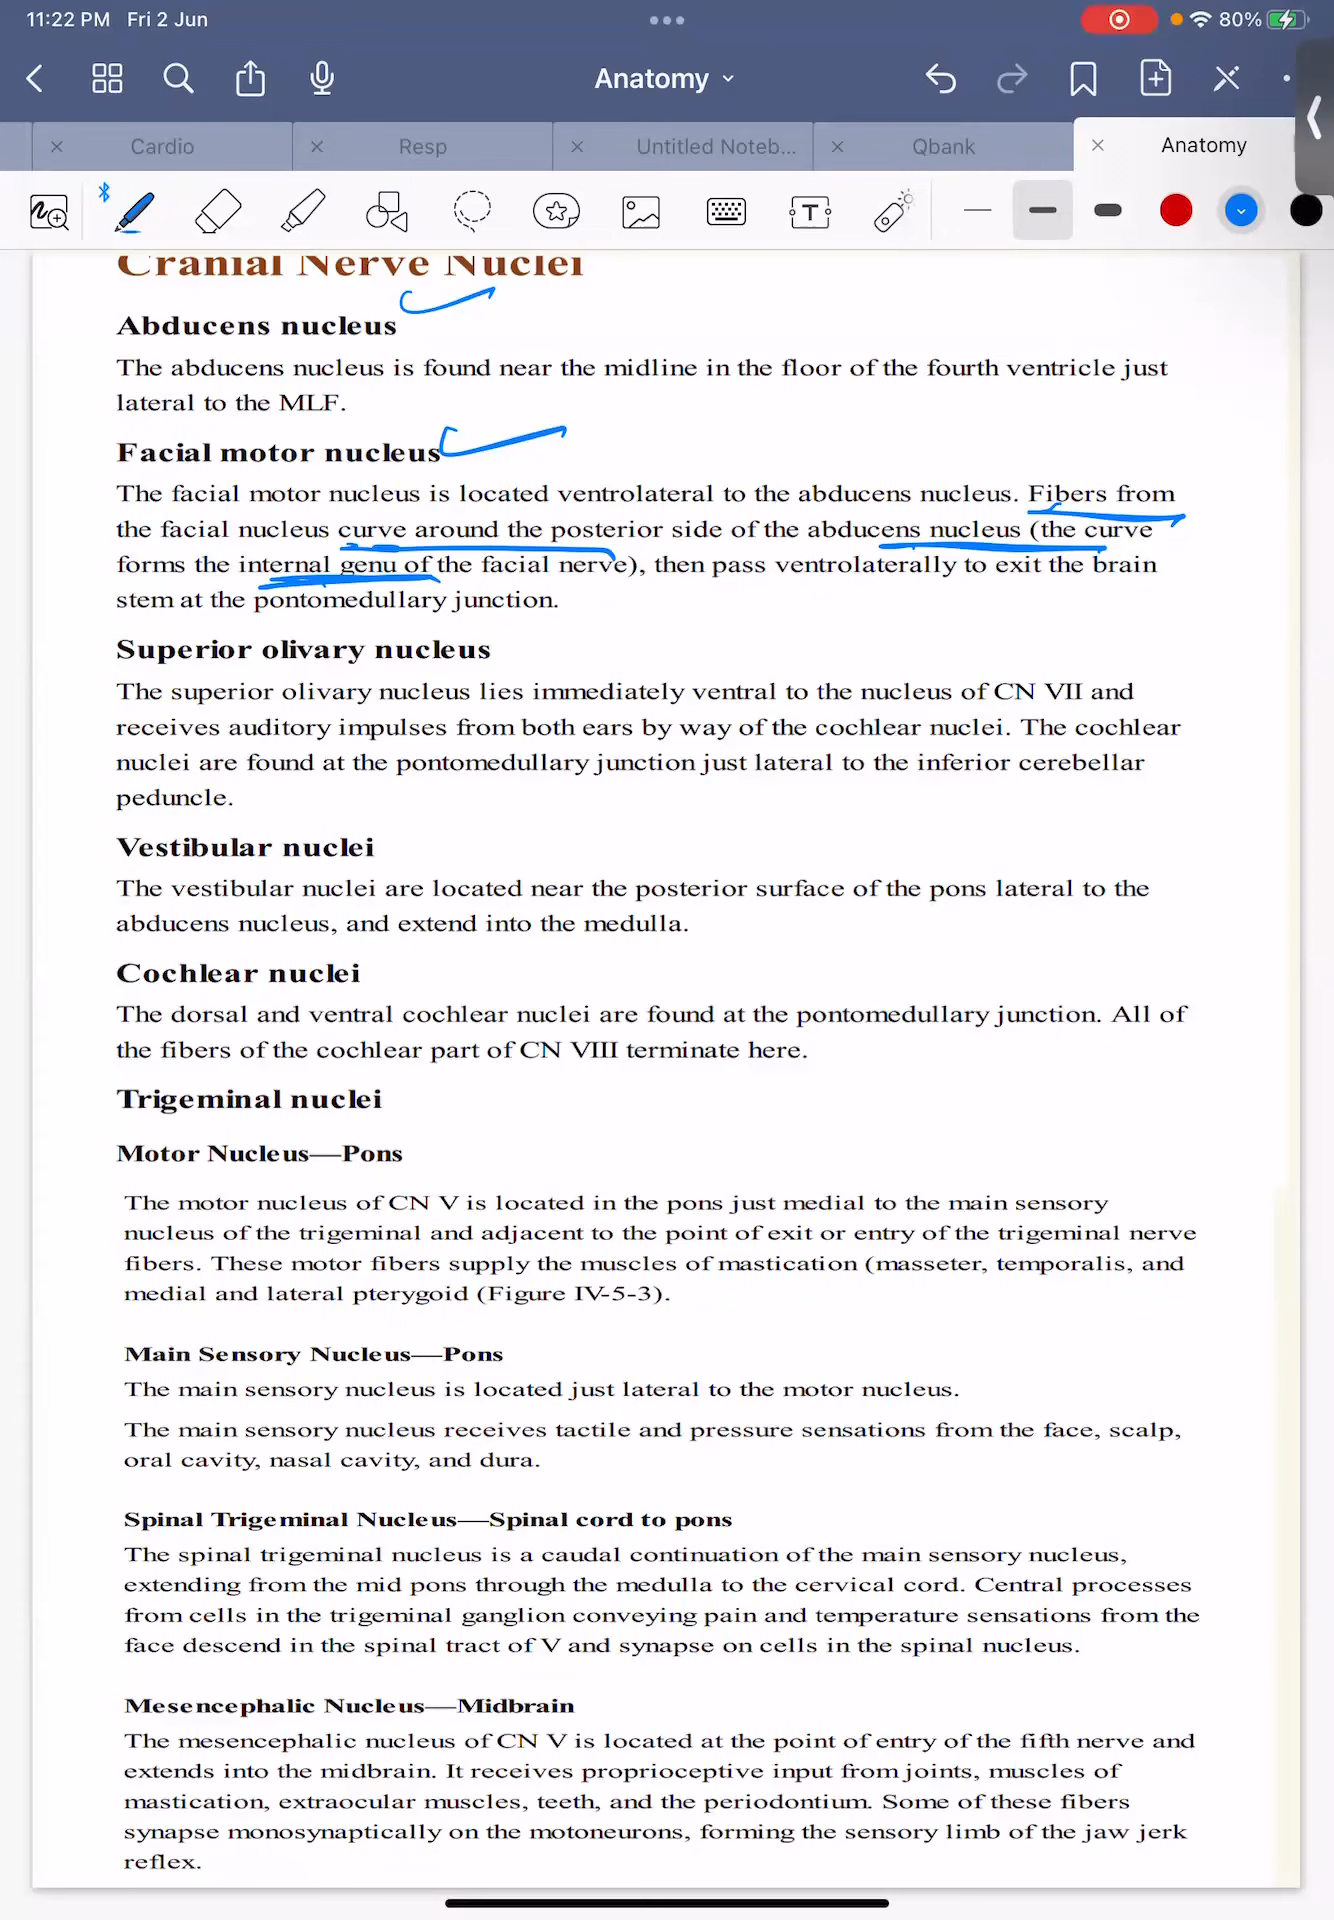 11:22 PM Fri 2 Jun
80%
Anatomy
Cardio
Resp
Untitled Noteb...
Qbank
Anatomy
Cranial Nerve Nuclei
Abducens nucleus
The abducens nucleus is found near the midline in the floor of the fourth ventricle just
lateral to the MLF.
Facial motor nucleus
The facial motor nucleus is located ventrolateral to the abducens nucleus. Fibers from
the facial nucleus curve around the posterior side of the abducens nucleus (the curve
forms the internal genu of the facial nerve), then pass ventrolaterally to exit the brain
stem at the pontomedullary junction.
Superior olivary nucleus
The superior olivary nucleus lies immediately ventral to the nucleus of CN VII and
receives auditory impulses from both ears by way of the cochlear nuclei. The cochlear
nuclei are found at the pontomedullary junction just lateral to the inferior cerebellar
peduncle.
Vestibular nuclei
The vestibular nuclei are located near the posterior surface of the pons lateral to the
abducens nucleus, and extend into the medulla.
Cochlear nuclei
The dorsal and ventral cochlear nuclei are found at the pontomedullary junction. All of
the fibers of the cochlear part of CN VIII terminate here.
Trigeminal nuclei
Motor Nucleus—Pons
The motor nucleus of CN V is located in the pons just medial to the main sensory
nucleus of the trigeminal and adjacent to the point of exit or entry of the trigeminal nerve
fibers. These motor fibers supply the muscles of mastication (masseter, temporalis, and
medial and lateral pterygoid (Figure IV-5-3).
Main Sensory Nucleus—Pons
The main sensory nucleus is located just lateral to the motor nucleus.
The main sensory nucleus receives tactile and pressure sensations from the face, scalp,
oral cavity, nasal cavity, and dura.
Spinal Trigeminal Nucleus—Spinal cord to pons
The spinal trigeminal nucleus is a caudal continuation of the main sensory nucleus,
extending from the mid pons through the medulla to the cervical cord. Central processes
from cells in the trigeminal ganglion conveying pain and temperature sensations from the
face descend in the spinal tract of V and synapse on cells in the spinal nucleus.
Mesencephalic Nucleus—Midbrain
The mesencephalic nucleus of CN V is located at the point of entry of the fifth nerve and
extends into the midbrain. It receives proprioceptive input from joints, muscles of
mastication, extraocular muscles, teeth, and the periodontium. Some of these fibers
synapse monosynaptically on the motoneurons, forming the sensory limb of the jaw jerk
reflex.